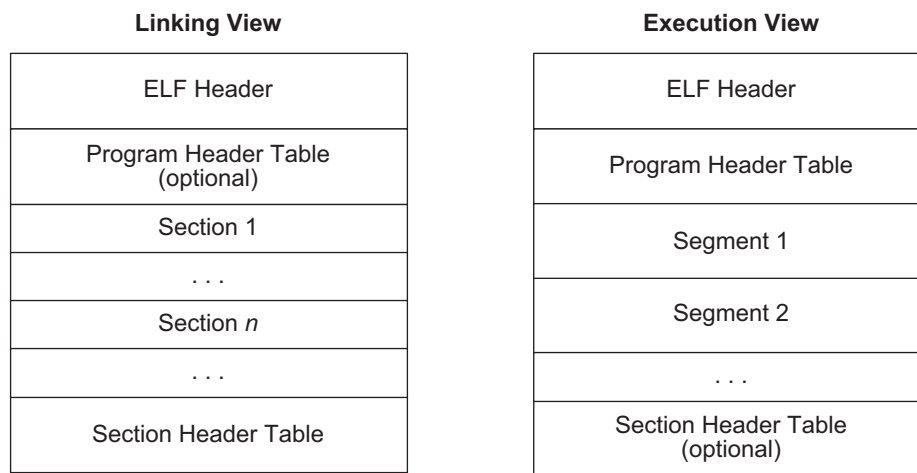 Linking View
ELF Header
Program Header Table
(optional)
Section 1
. . .
Section n
. . .
Section Header Table
Execution View
ELF Header
Program Header Table
Segment 1
Segment 2
. . .
Section Header Table
(optional)